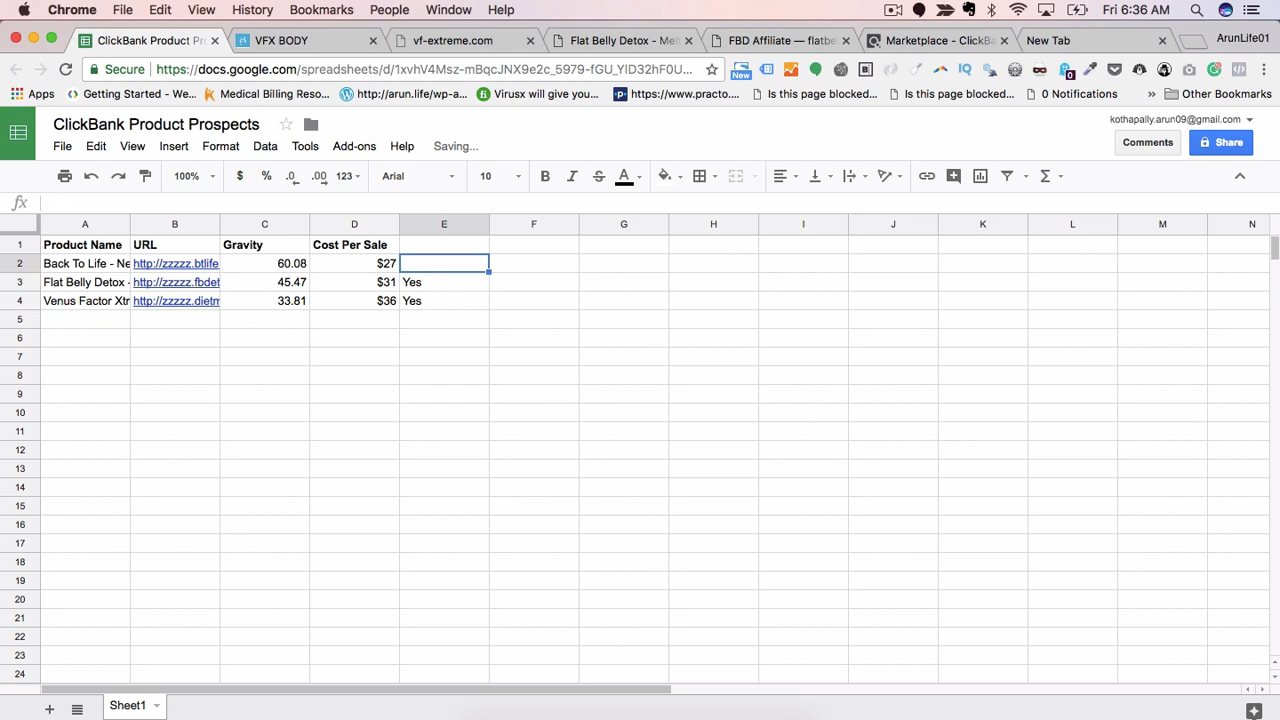 Chrome File Edit View History Bookmarks People Window Help Fri 6:36 AM
ClickBank Product Pr VFX BODY vf-extreme.com Flat Belly Detox - Mel FBD Affiliate — flatbe Marketplace - ClickBa New Tab ArunLife01
Secure https://docs.google.com/spreadsheets/d/1xvhV4Msz-mBqcJNX9e2c_5979-fGU_YlD32hF0U... New 0
Apps Getting Started - We... Medical Billing Reso... http://arun.life/wp-a... Virusx will give you... https://www.practo... Is this page blocked... Is this page blocked... 0 Notifications » Other Bookmarks
ClickBank Product Prospects kothapally.arun09@gmail.com
File Edit View Insert Format Data Tools Add-ons Help Saving... Comments Share
100% $ % .0 .00 123 Arial 10 B I S A Σ
fx
A B C D E F G H I J K L M N
1 Product Name URL Gravity Cost Per Sale
2 Back To Life - Ne http://zzzzz.btlife 60.08 $27
3 Flat Belly Detox - http://zzzzz.fbdet 45.47 $31 Yes
4 Venus Factor Xtr http://zzzzz.dietm 33.81 $36 Yes
5
6
7
8
9
10
11
12
13
14
15
16
17
18
19
20
21
22
23
24
Sheet1